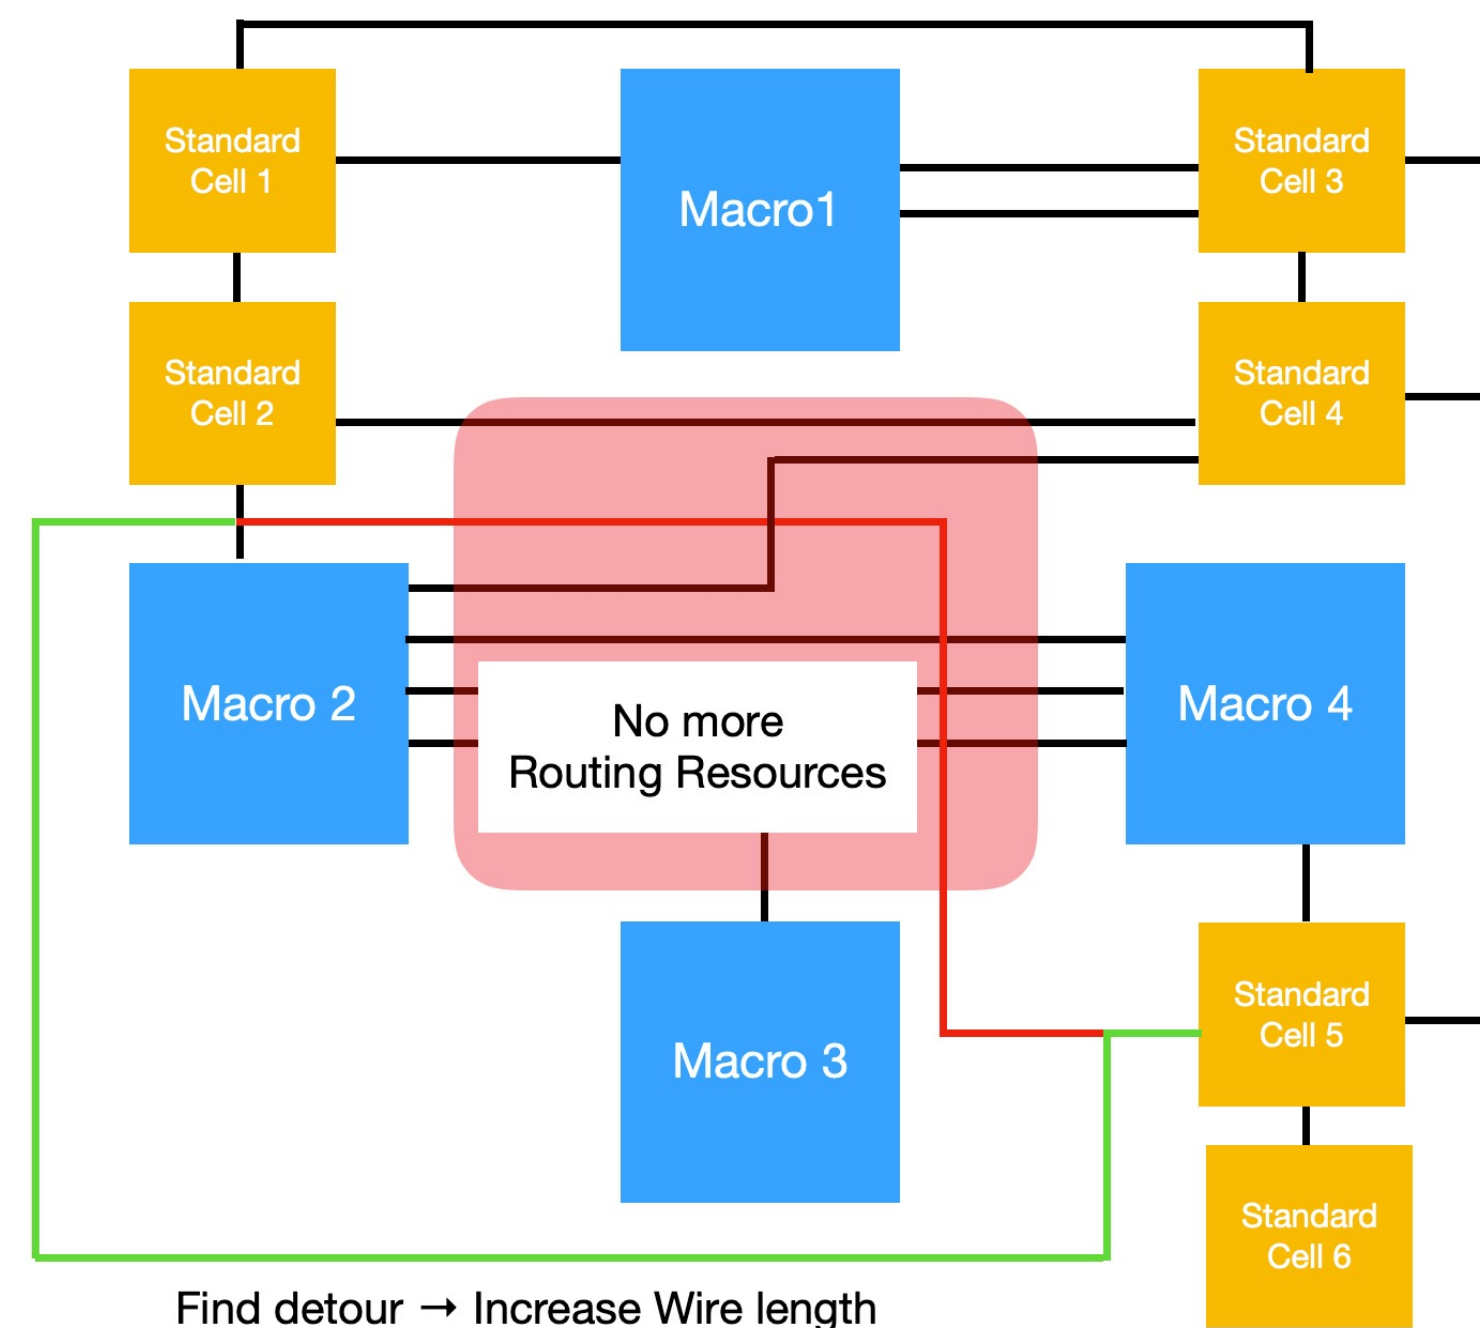 Standard
Cell 1
Macro1
Standard
Cell 3
Standard
Cell 2
Standard
Cell 4
Macro 2
No more
Routing Resources
Macro 4
Macro 3
Standard
Cell 5
Standard
Cell 6
Find detour → Increase Wire length